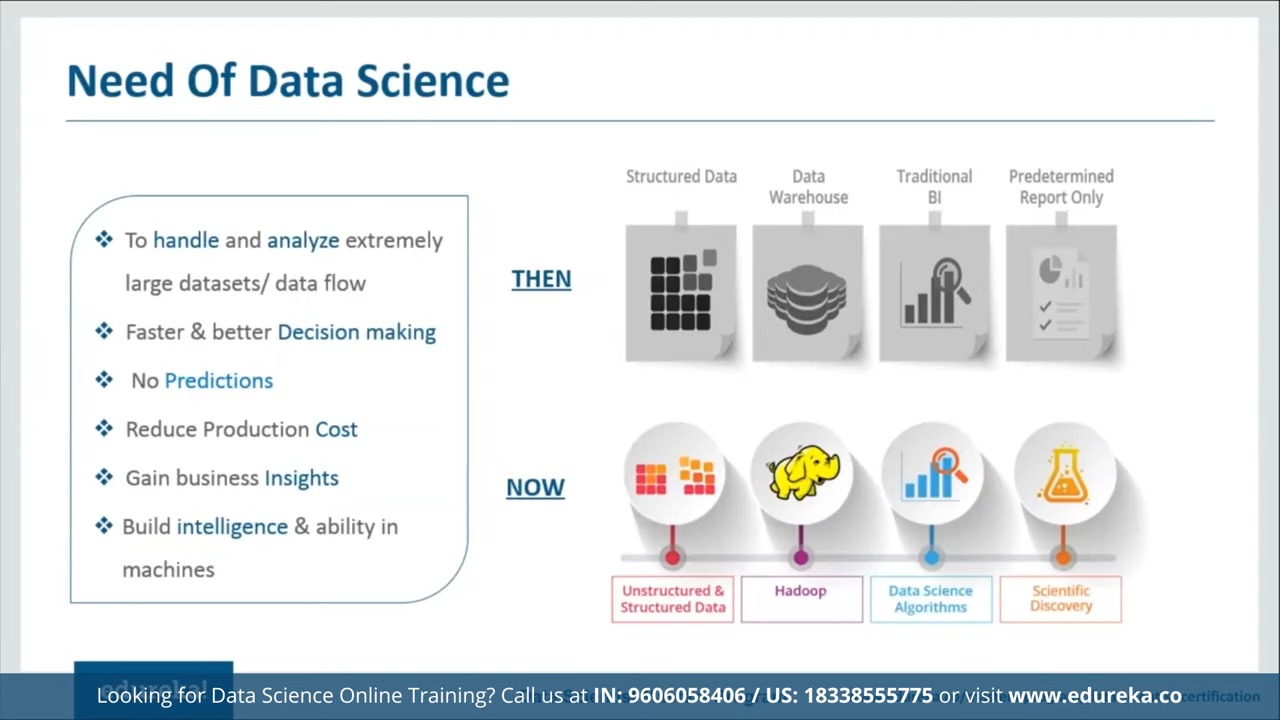 Need Of Data Science
❖ To handle and analyze extremely
large datasets/ data flow
❖ Faster & better Decision making
❖ No Predictions
❖ Reduce Production Cost
❖ Gain business Insights
❖ Build intelligence & ability in
machines
THEN
Structured Data
Data
Warehouse
Traditional
BI
Predetermined
Report Only
NOW
Unstructured &
Structured Data
Hadoop
Data Science
Algorithms
Scientific
Discovery
Looking for Data Science Online Training? Call us at IN: 9606058406 / US: 18338555775 or visit www.edureka.co
certification